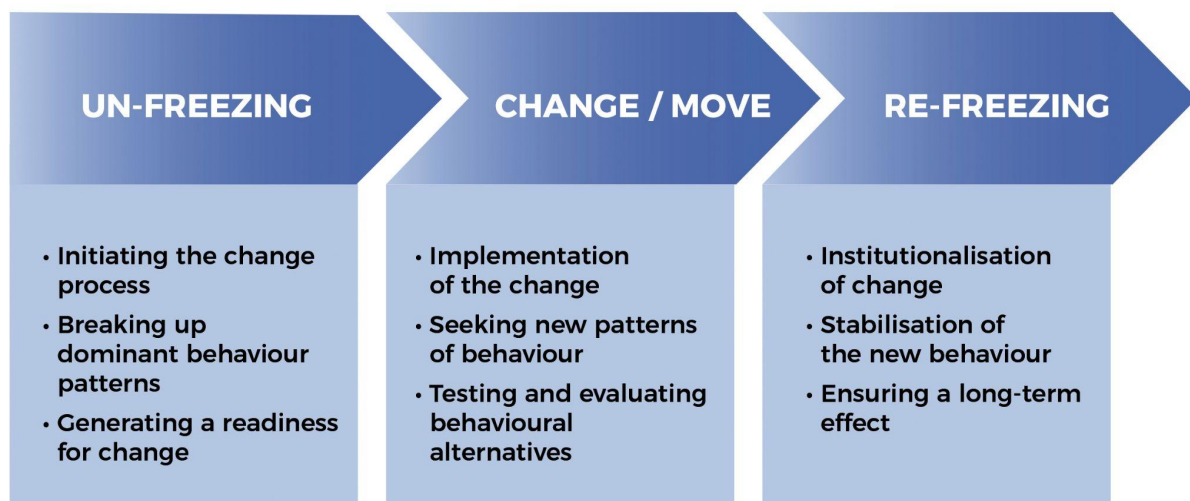 UN-FREEZING
• Initiating the change
process
• Breaking up
dominant behaviour
patterns
• Generating a readiness
for change
CHANGE / MOVE
• Implementation
of the change
• Seeking new patterns
of behaviour
• Testing and evaluating
behavioural
alternatives
RE-FREEZING
• Institutionalisation
of change
• Stabilisation of
the new behaviour
• Ensuring a long-term
effect